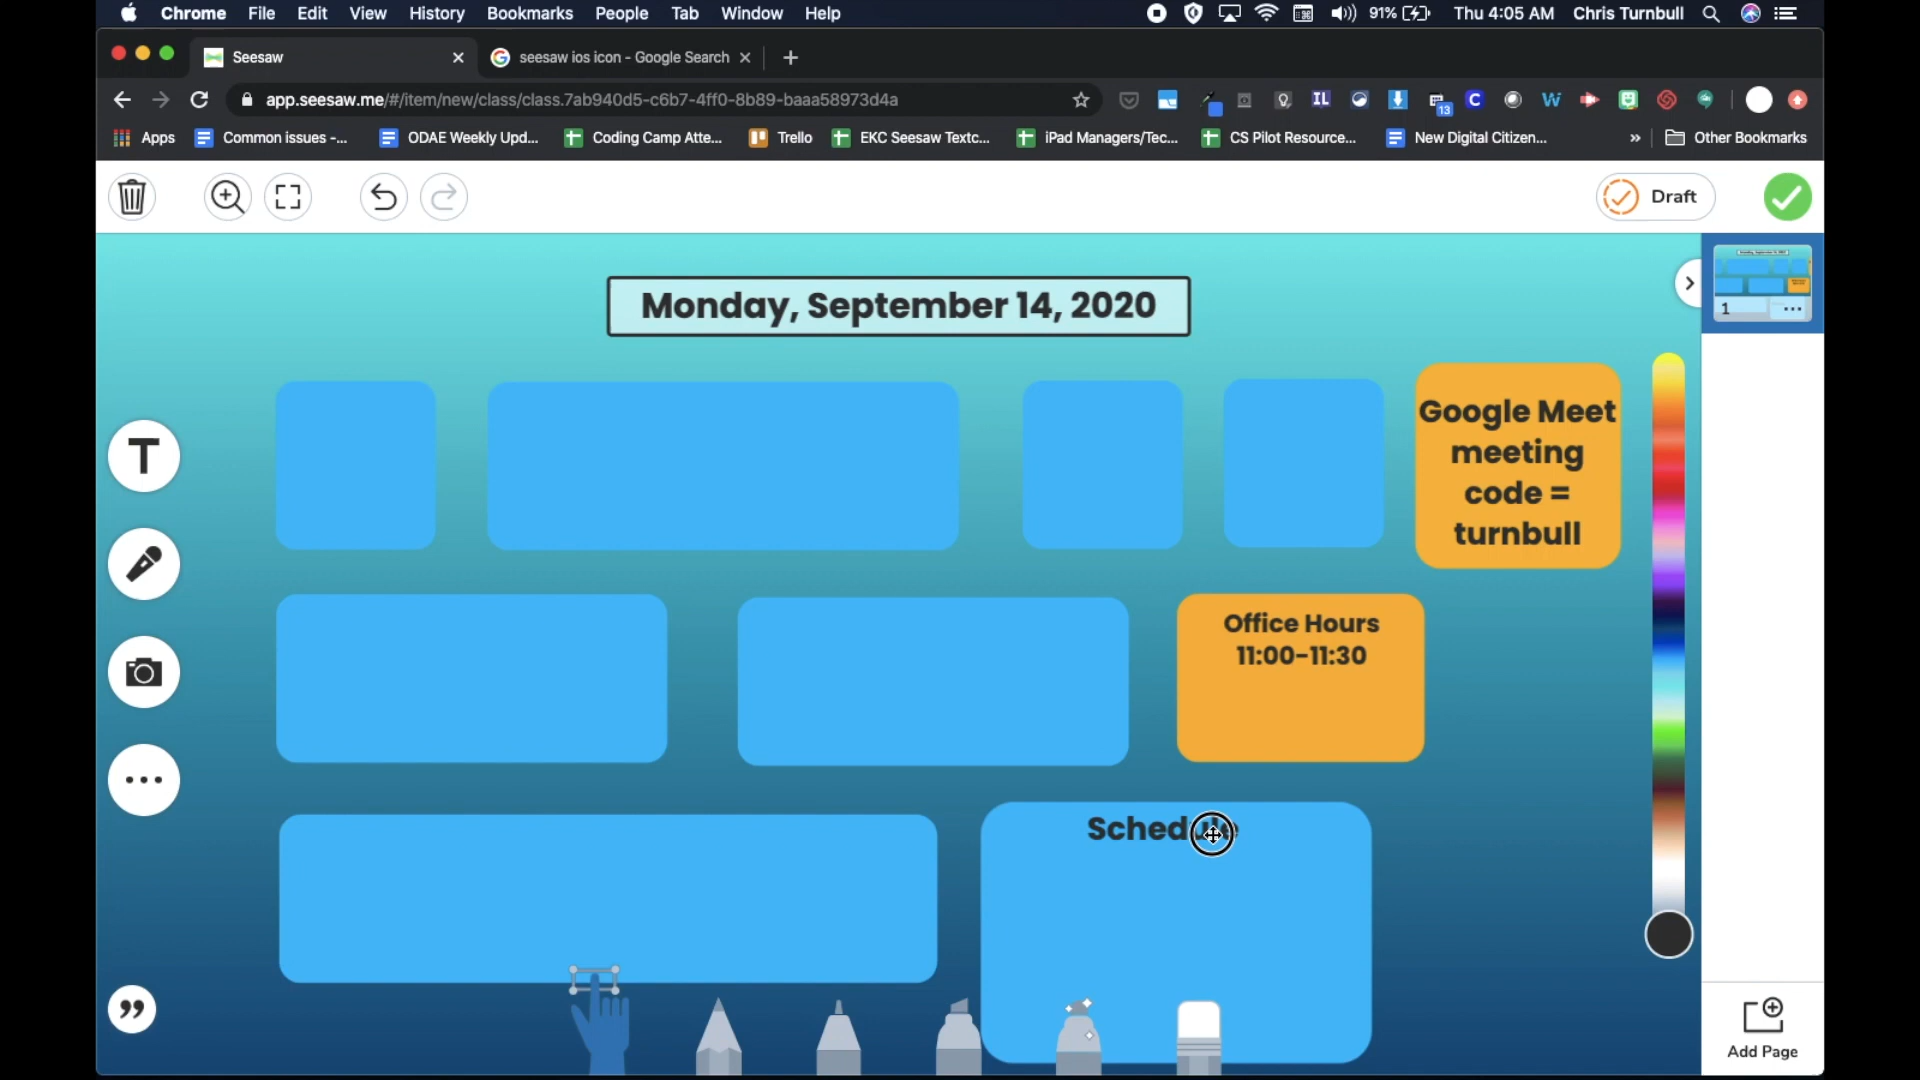 Chrome File Edit View History Bookmarks People Tab Window Help 91% Thu 4:05 AM Chris Turnbull
Seesaw seesaw ios icon - Google Search
app.seesaw.me/#/item/new/class/class.7ab940d5-c6b7-4ff0-8b89-baaa58973d4a IL 13 C W
Apps Common issues -... ODAE Weekly Upd... Coding Camp Atte... Trello EKC Seesaw Textc... iPad Managers/Tec... CS Pilot Resource... New Digital Citizen... » Other Bookmarks
Draft
Monday, September 14, 2020
1
Google Meet
meeting
code =
turnbull
T
Office Hours
11:00-11:30
Schedule
Add Page